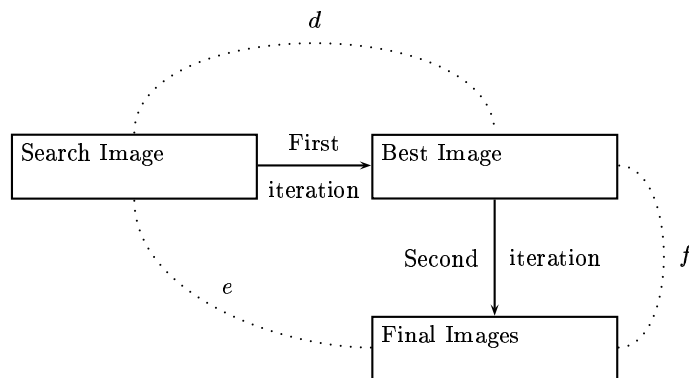 d
Search Image
First
iteration
Best Image
Second iteration
f
e
Final Images